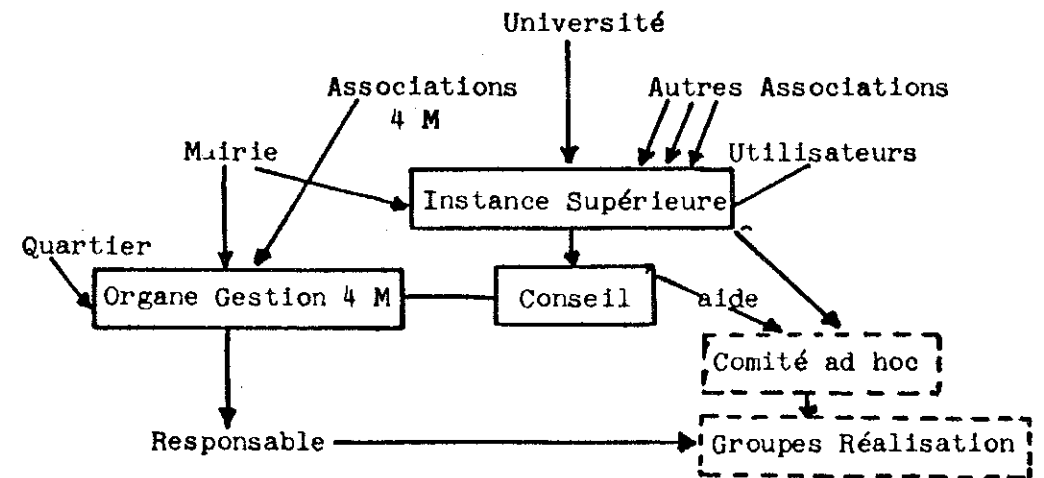 Université
Associations
4 M
Autres Associations
Mairie
Utilisateurs
Instance Supérieure
Quartier
Organe Gestion 4 M
Conseil
aide
Comité ad hoc
Responsable
Groupes Réalisation